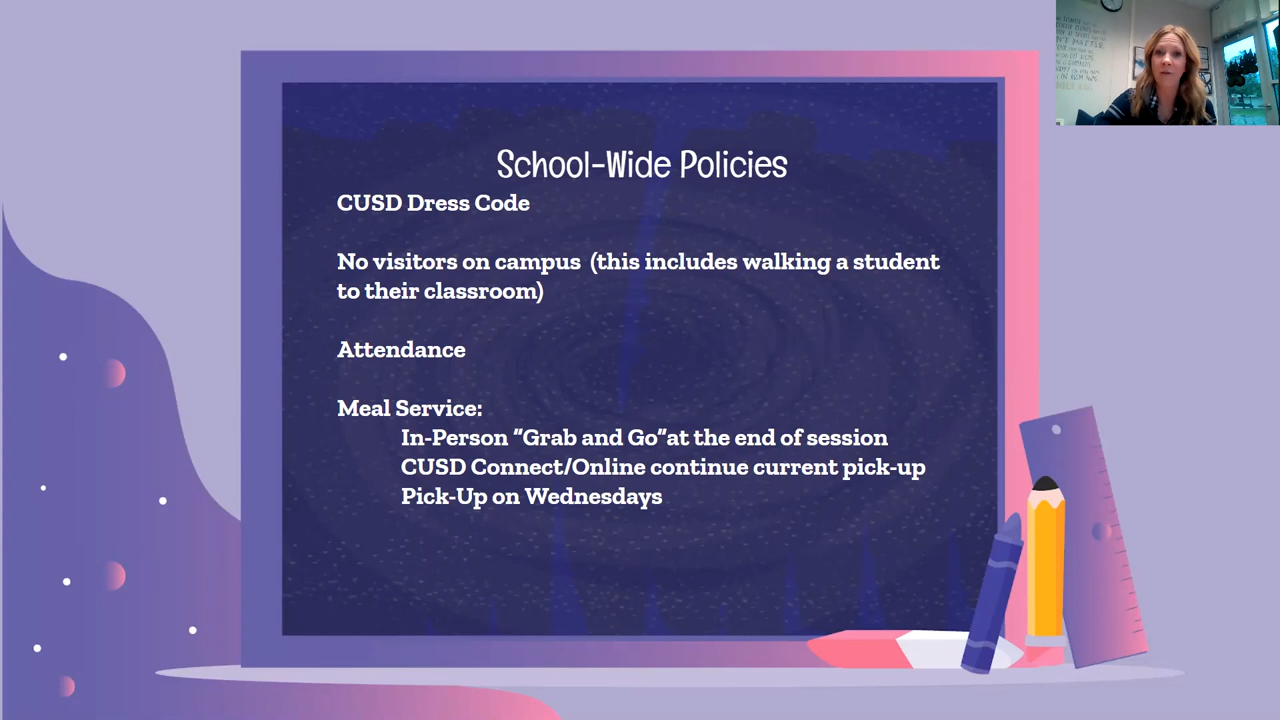 School-Wide Policies
CUSD Dress Code
No visitors on campus (this includes walking a student
to their classroom)
Attendance
Meal Service:
In-Person "Grab and Go"at the end of session
CUSD Connect/Online continue current pick-up
Pick-Up on Wednesdays